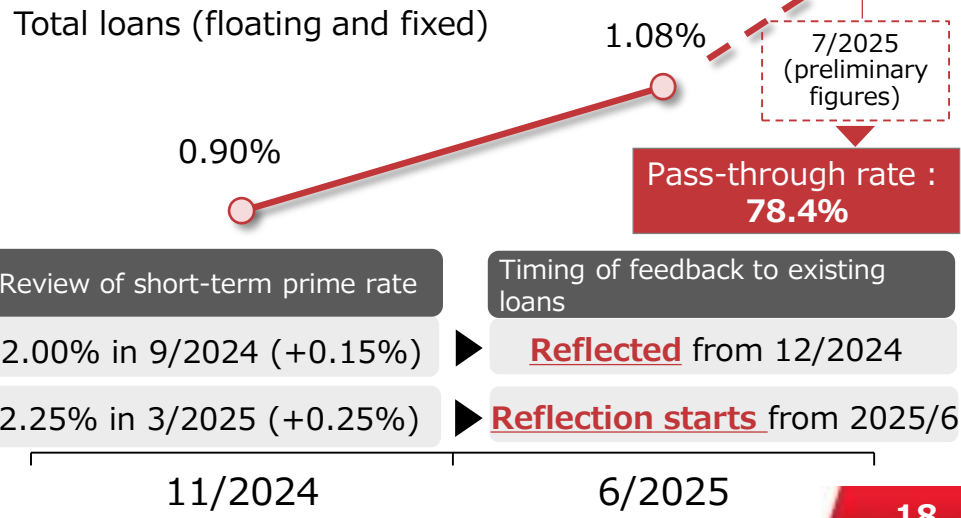 Total loans (floating and fixed)
1.08%
7/2025
(preliminary
figures)
0.90%
Pass-through rate :
78.4%
Review of short-term prime rate
Timing of feedback to existing
loans
2.00% in 9/2024 (+0.15%)
Reflected from 12/2024
2.25% in 3/2025 (+0.25%)
Reflection starts from 2025/6
11/2024
6/2025
18